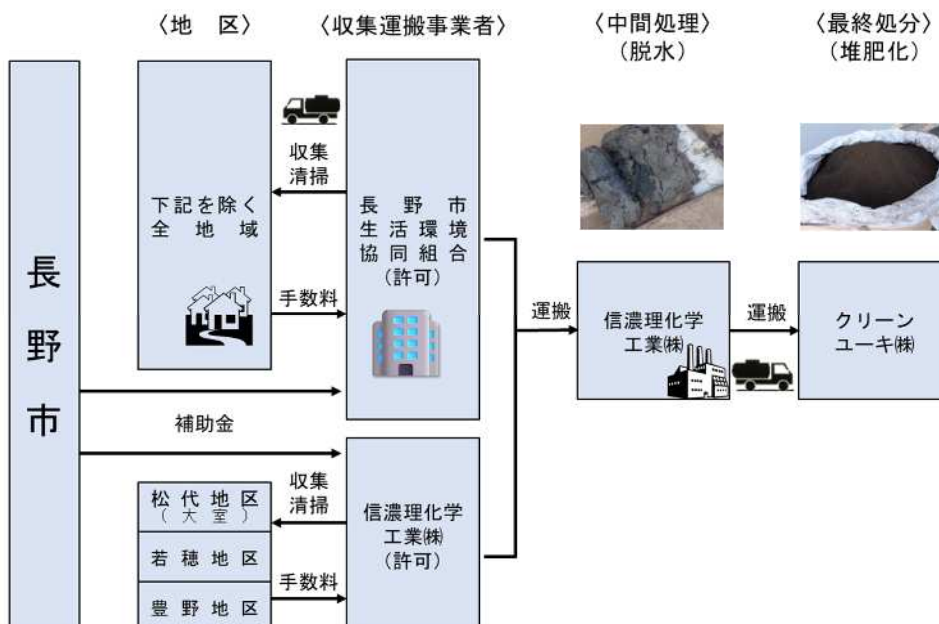 〈地　区〉
〈収集運搬事業者〉
〈中間処理〉
（脱水）
〈最終処分〉
（堆肥化）
長野市
下記を除く
全地域
収集
清掃
手数料
長野市
生活環境
協同組合
（許可）
運搬
信濃理化学
工業㈱
運搬
クリーン
ユーキ㈱
補助金
松代地区
（大室）
若穂地区
豊野地区
収集
清掃
手数料
信濃理化学
工業㈱
（許可）